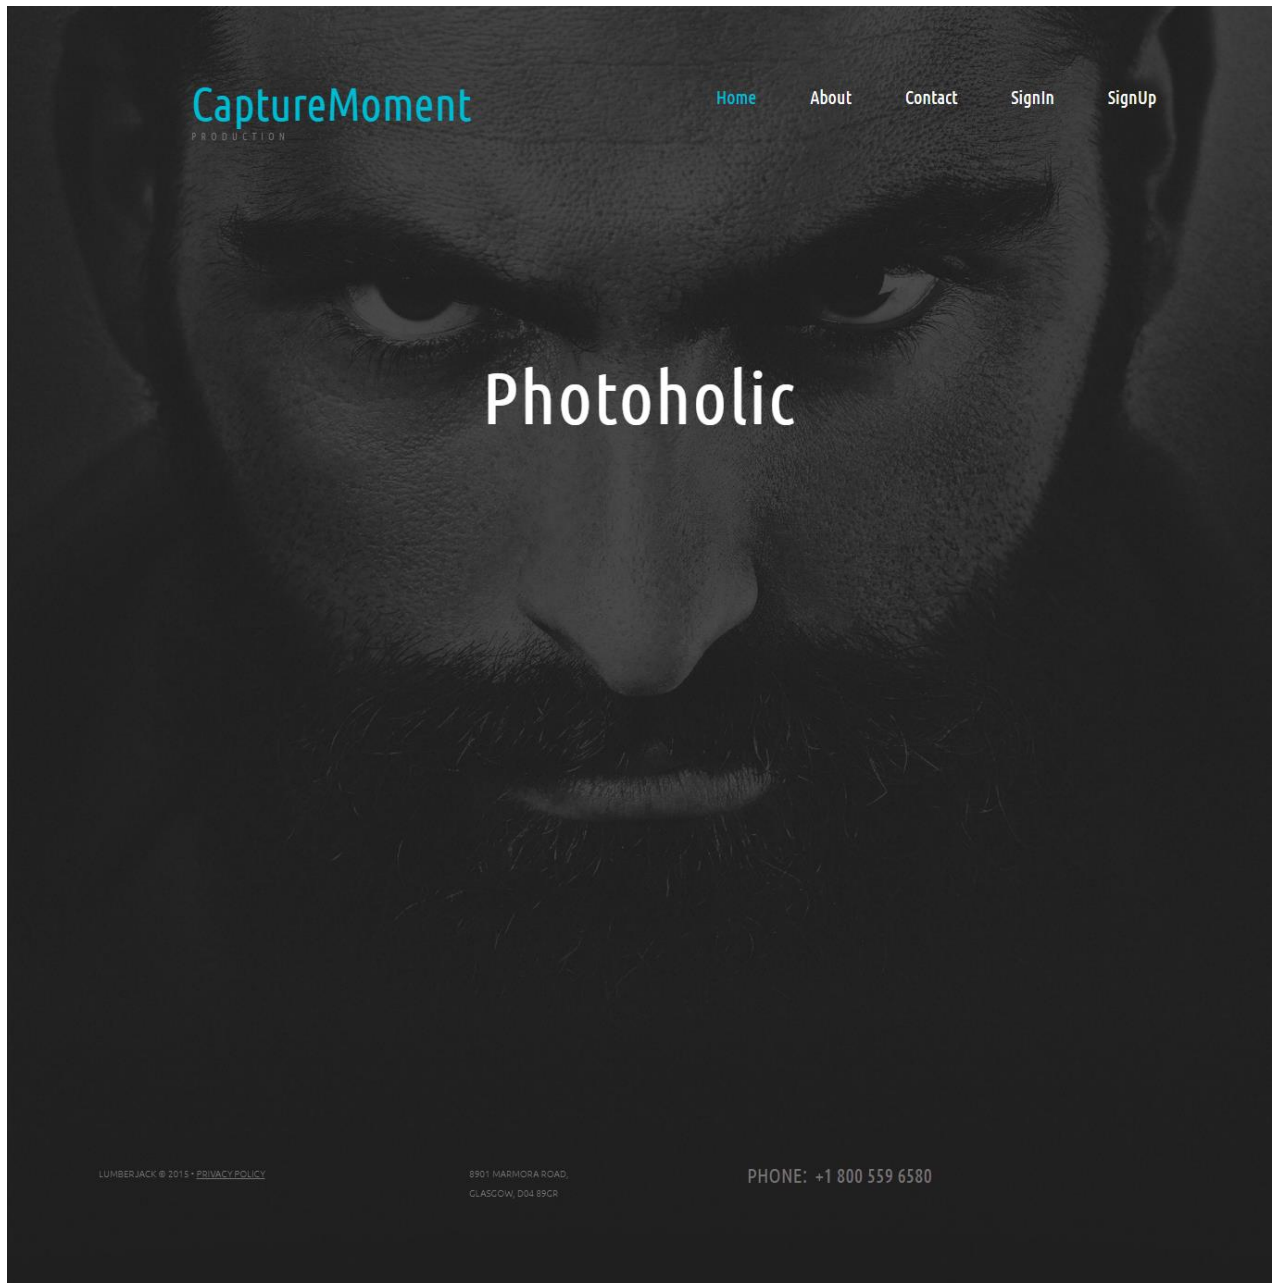 CaptureMoment
PRODUCTION
Home About Contact SignIn SignUp
Photoholic
LUMBERJACK © 2015 • PRIVACY POLICY
8901 MARMORA ROAD,
GLASGOW, D04 89GR
PHONE: +1 800 559 6580